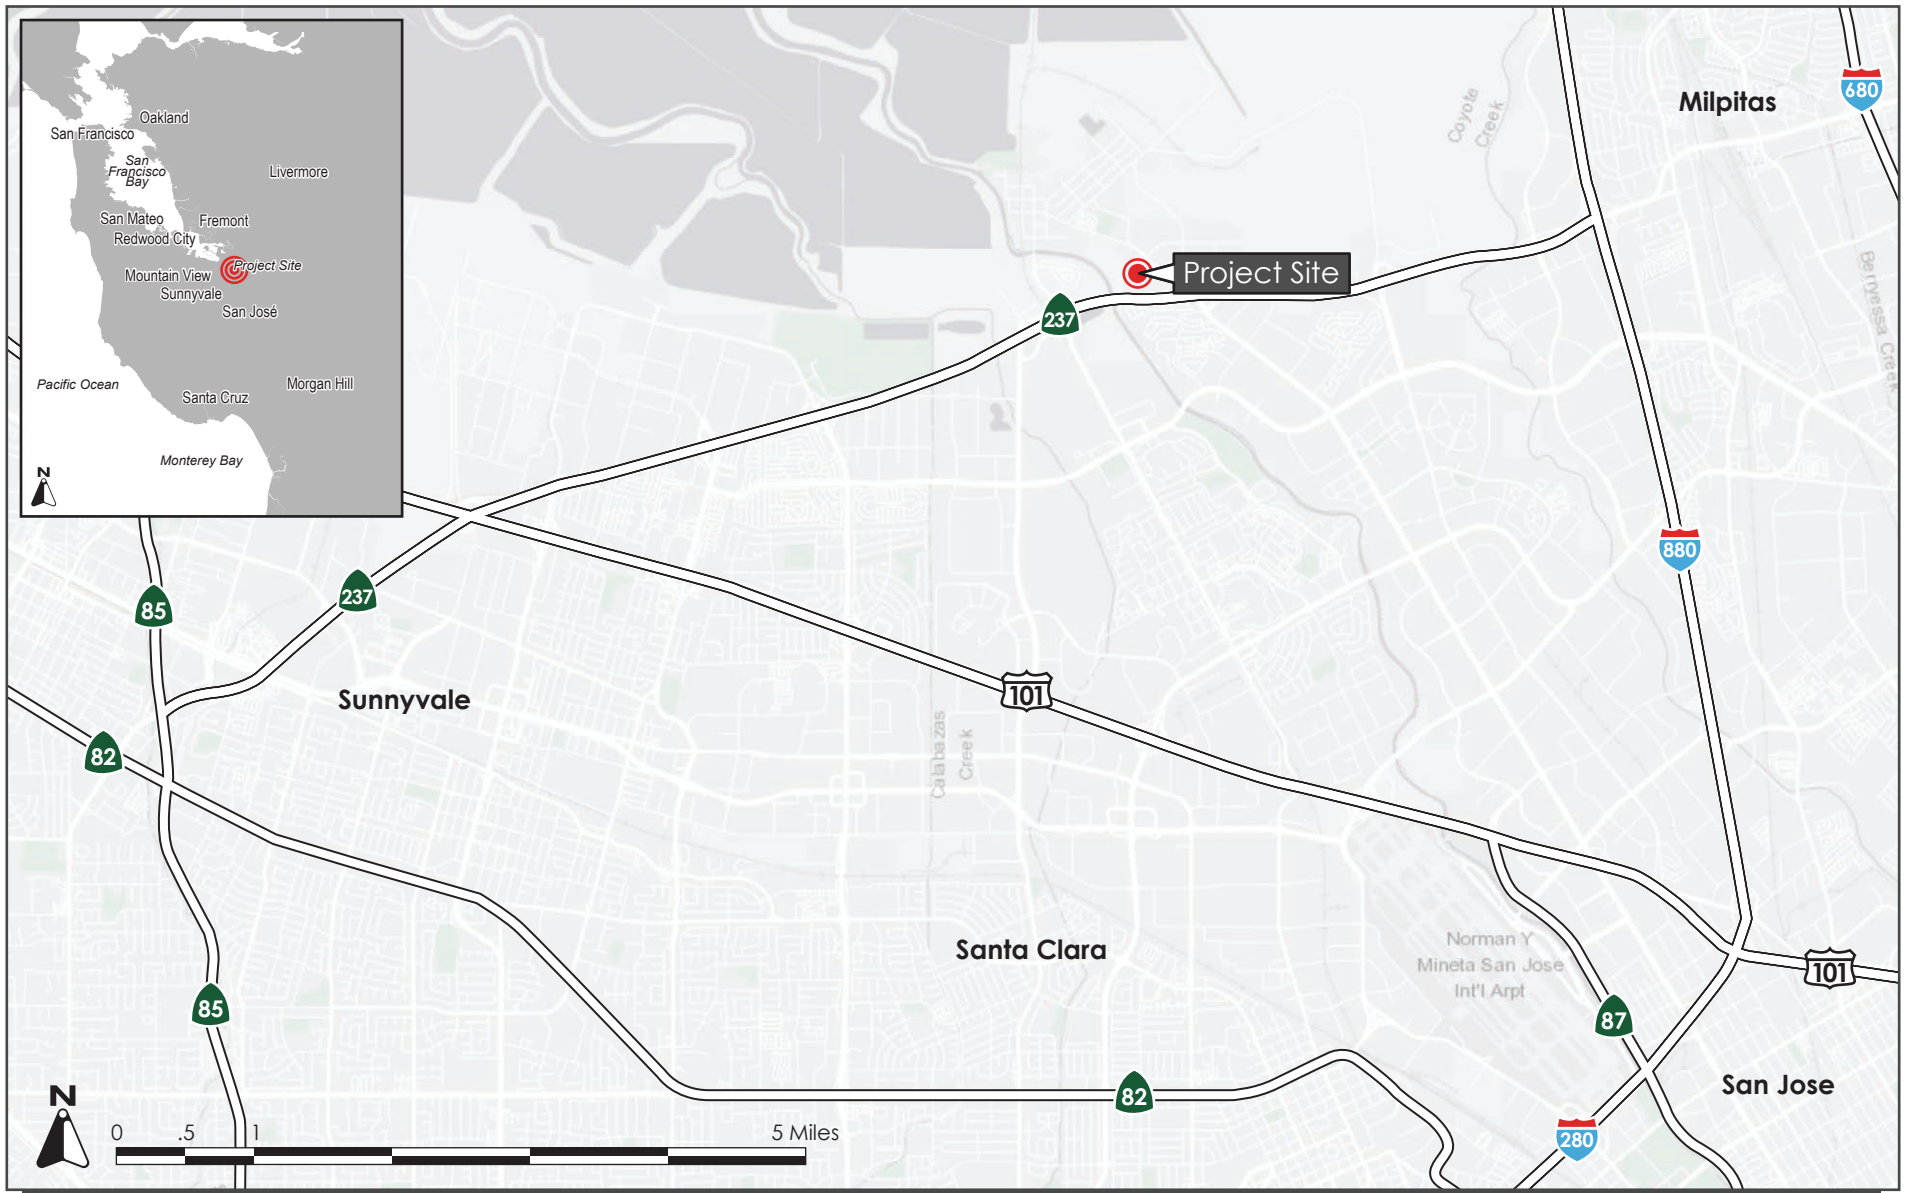 Oakland
San Francisco
San
Francisco
Bay
Livermore
San Mateo
Fremont
Redwood City
Project Site
Mountain View
Sunnyvale
San José
Pacific Ocean
Morgan Hill
Santa Cruz
Monterey Bay
N
680
Milpitas
Coyote
Creek
Project Site
237
Berryessa Creek
880
237
85
Sunnyvale
101
82
Calabazas
Creek
Santa Clara
Norman Y
Mineta San Jose
Int'l Arpt
101
85
87
82
San Jose
280
N
0 .5 1 5 Miles